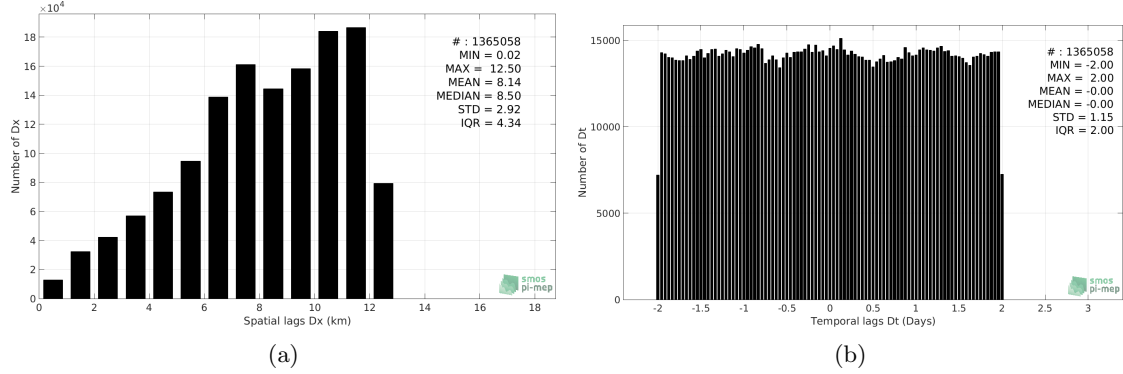 ×10⁴
18
16
14
12
10
8
6
4
2
0
Number of Dx
# : 1365058
MIN = 0.02
MAX = 12.50
MEAN = 8.14
MEDIAN = 8.50
STD = 2.92
IQR = 4.34
smos
pi-mep
0 2 4 6 8 10 12 14 16 18
Spatial lags Dx (km)
(a)
15000
10000
5000
0
Number of Dt
# : 1365058
MIN = -2.00
MAX = 2.00
MEAN = -0.00
MEDIAN = -0.00
STD = 1.15
IQR = 2.00
smos
pi-mep
-2 -1.5 -1 -0.5 0 0.5 1 1.5 2 2.5 3
Temporal lags Dt (Days)
(b)